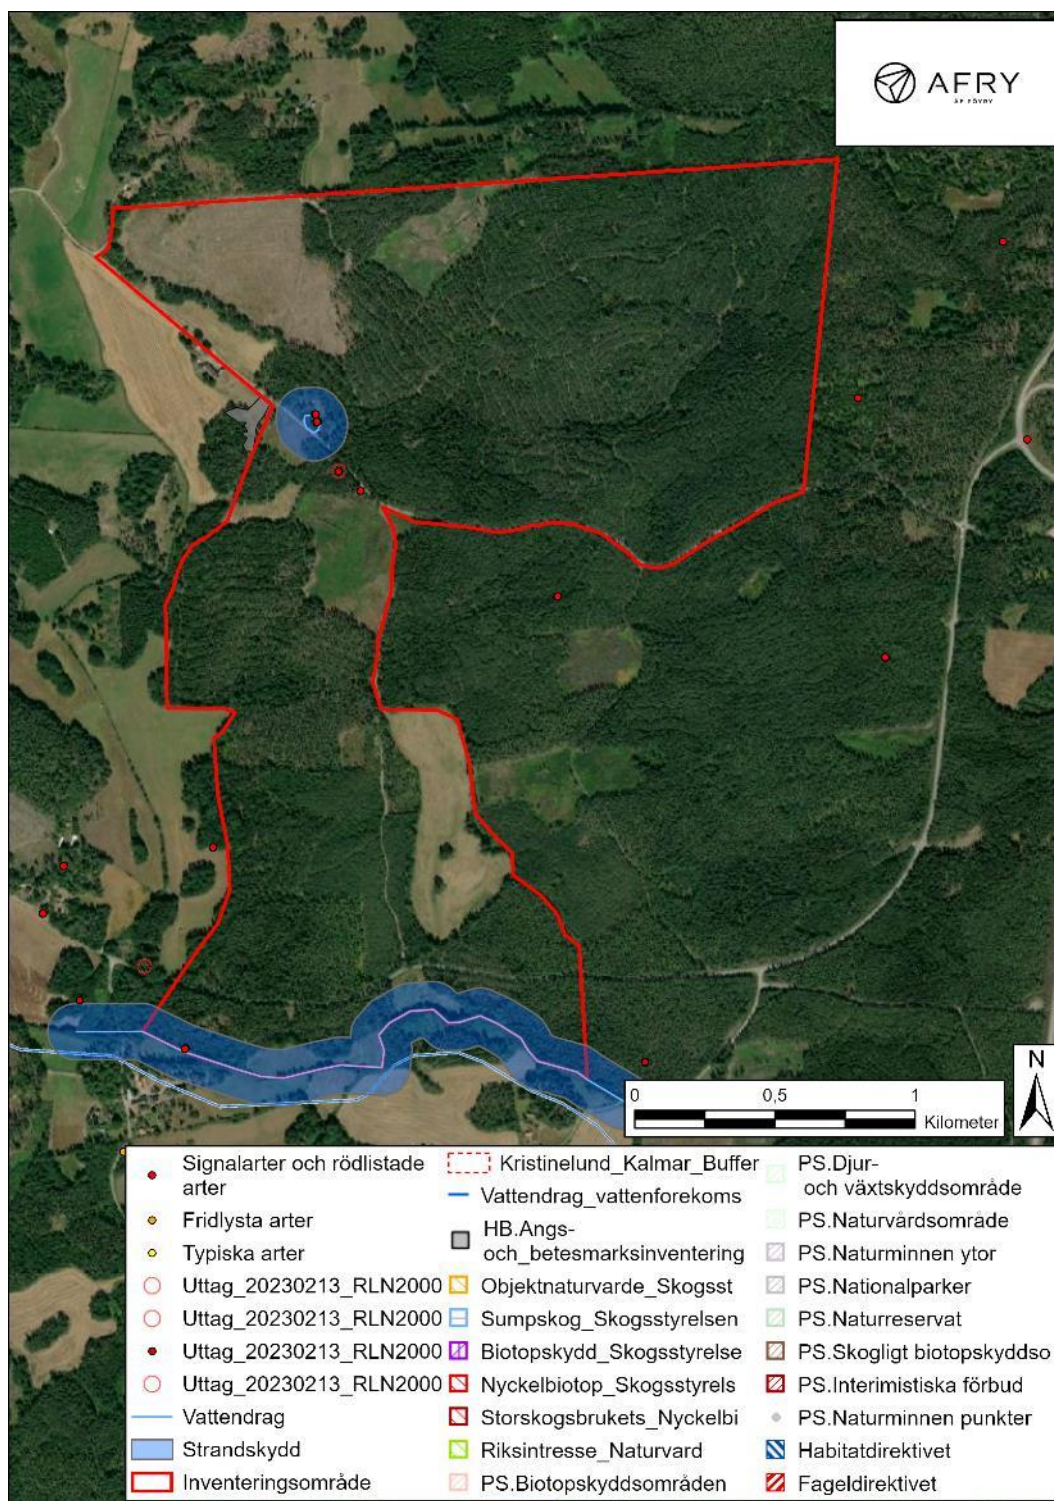 AFRY
ÅF PÖYRY
N
0 0,5 1
Kilometer
Signalarter och rödlistade
arter
Fridlysta arter
Typiska arter
Uttag_20230213_RLN2000
Uttag_20230213_RLN2000
Uttag_20230213_RLN2000
Uttag_20230213_RLN2000
Vattendrag
Strandskydd
Inventeringsområde
Kristinelund_Kalmar_Buffer
Vattendrag_vattenforekoms
HB.Angs-
och_betesmarksinventering
Objektnaturvarde_Skogsst
Sumpskog_Skogsstyrelsen
Biotopskydd_Skogsstyrelse
Nyckelbiotop_Skogsstyrels
Storskogsbrukets_Nyckelbi
Riksintresse_Naturvard
PS.Biotopskyddsområden
PS.Djur-
och växtskyddsområde
PS.Naturvårdsområde
PS.Naturminnen ytor
PS.Nationalparker
PS.Naturreservat
PS.Skogligt biotopskyddso
PS.Interimistiska förbud
PS.Naturminnen punkter
Habitatdirektivet
Fageldirektivet